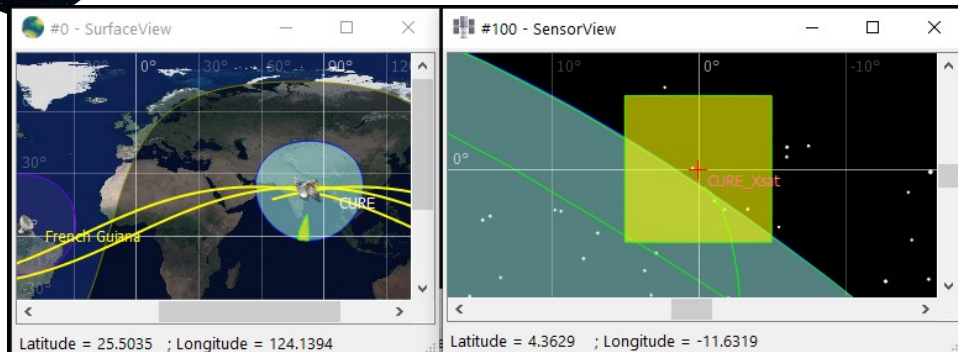 #0 - SurfaceView
0° 30° 60° 90° 120
30°
CURE
French Guiana
-30°
Latitude = 25.5035 ; Longitude = 124.1394
#100 - SensorView
10° 0° -10°
0°
CURE_Xsat
Latitude = 4.3629 ; Longitude = -11.6319